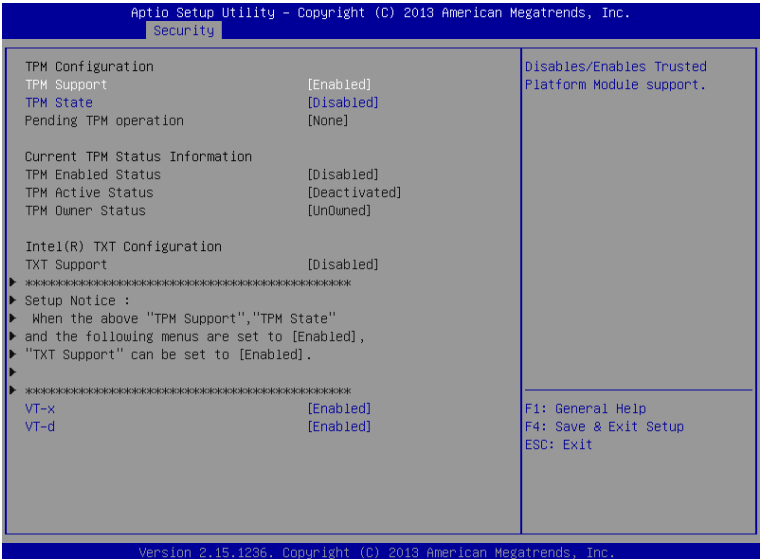 Aptio Setup Utility – Copyright (C) 2013 American Megatrends, Inc.
Security
TPM Configuration
TPM Support [Enabled]
TPM State [Disabled]
Pending TPM operation [None]
Current TPM Status Information
TPM Enabled Status [Disabled]
TPM Active Status [Deactivated]
TPM Owner Status [UnOwned]
Intel(R) TXT Configuration
TXT Support [Disabled]
*********************************************
Setup Notice :
When the above "TPM Support","TPM State"
and the following menus are set to [Enabled],
"TXT Support" can be set to [Enabled].
*********************************************
VT-x [Enabled]
VT-d [Enabled]
Disables/Enables Trusted
Platform Module support.
F1: General Help
F4: Save & Exit Setup
ESC: Exit
Version 2.15.1236. Copyright (C) 2013 American Megatrends, Inc.